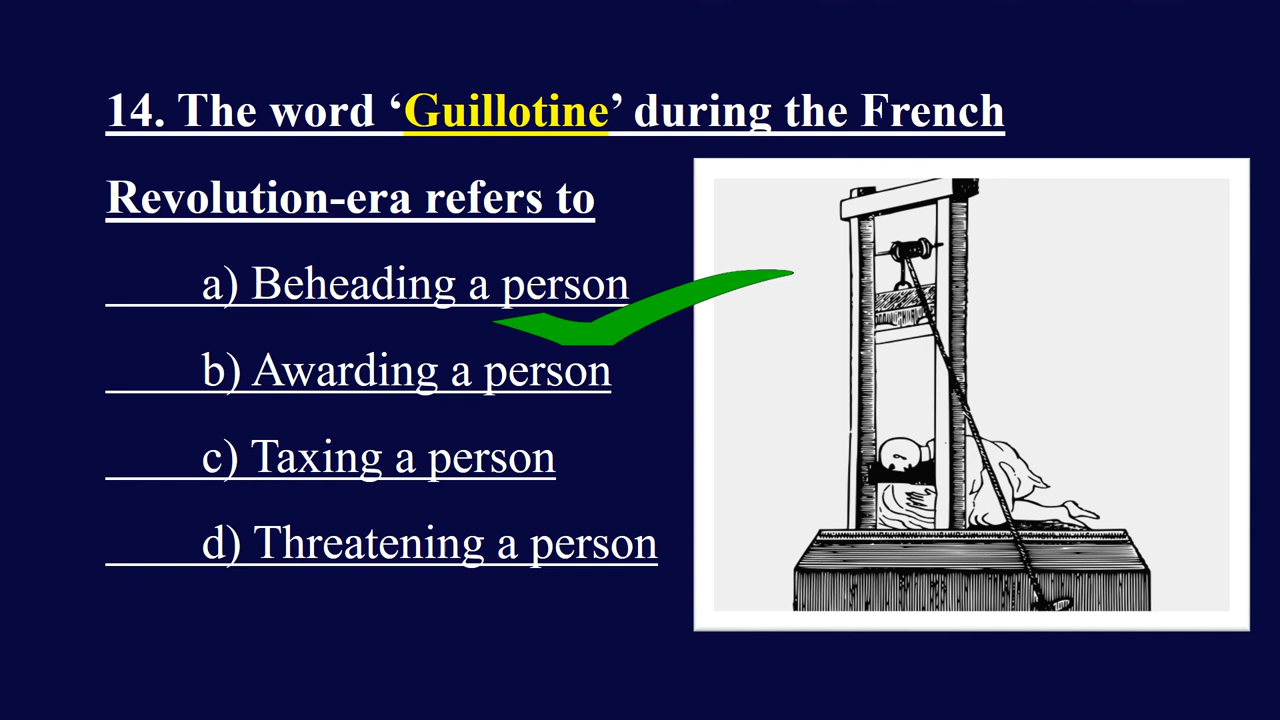 14. The word ‘Guillotine’ during the French
Revolution-era refers to
a) Beheading a person
b) Awarding a person
c) Taxing a person
d) Threatening a person